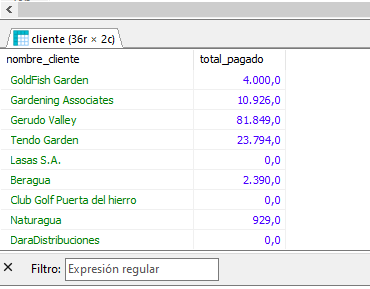 cliente (36r × 2c)
nombre_cliente total_pagado
GoldFish Garden 4.000,0
Gardening Associates 10.926,0
Gerudo Valley 81.849,0
Tendo Garden 23.794,0
Lasas S.A. 0,0
Beragua 2.390,0
Club Golf Puerta del hierro 0,0
Naturagua 929,0
DaraDistribuciones 0,0
Filtro: Expresión regular